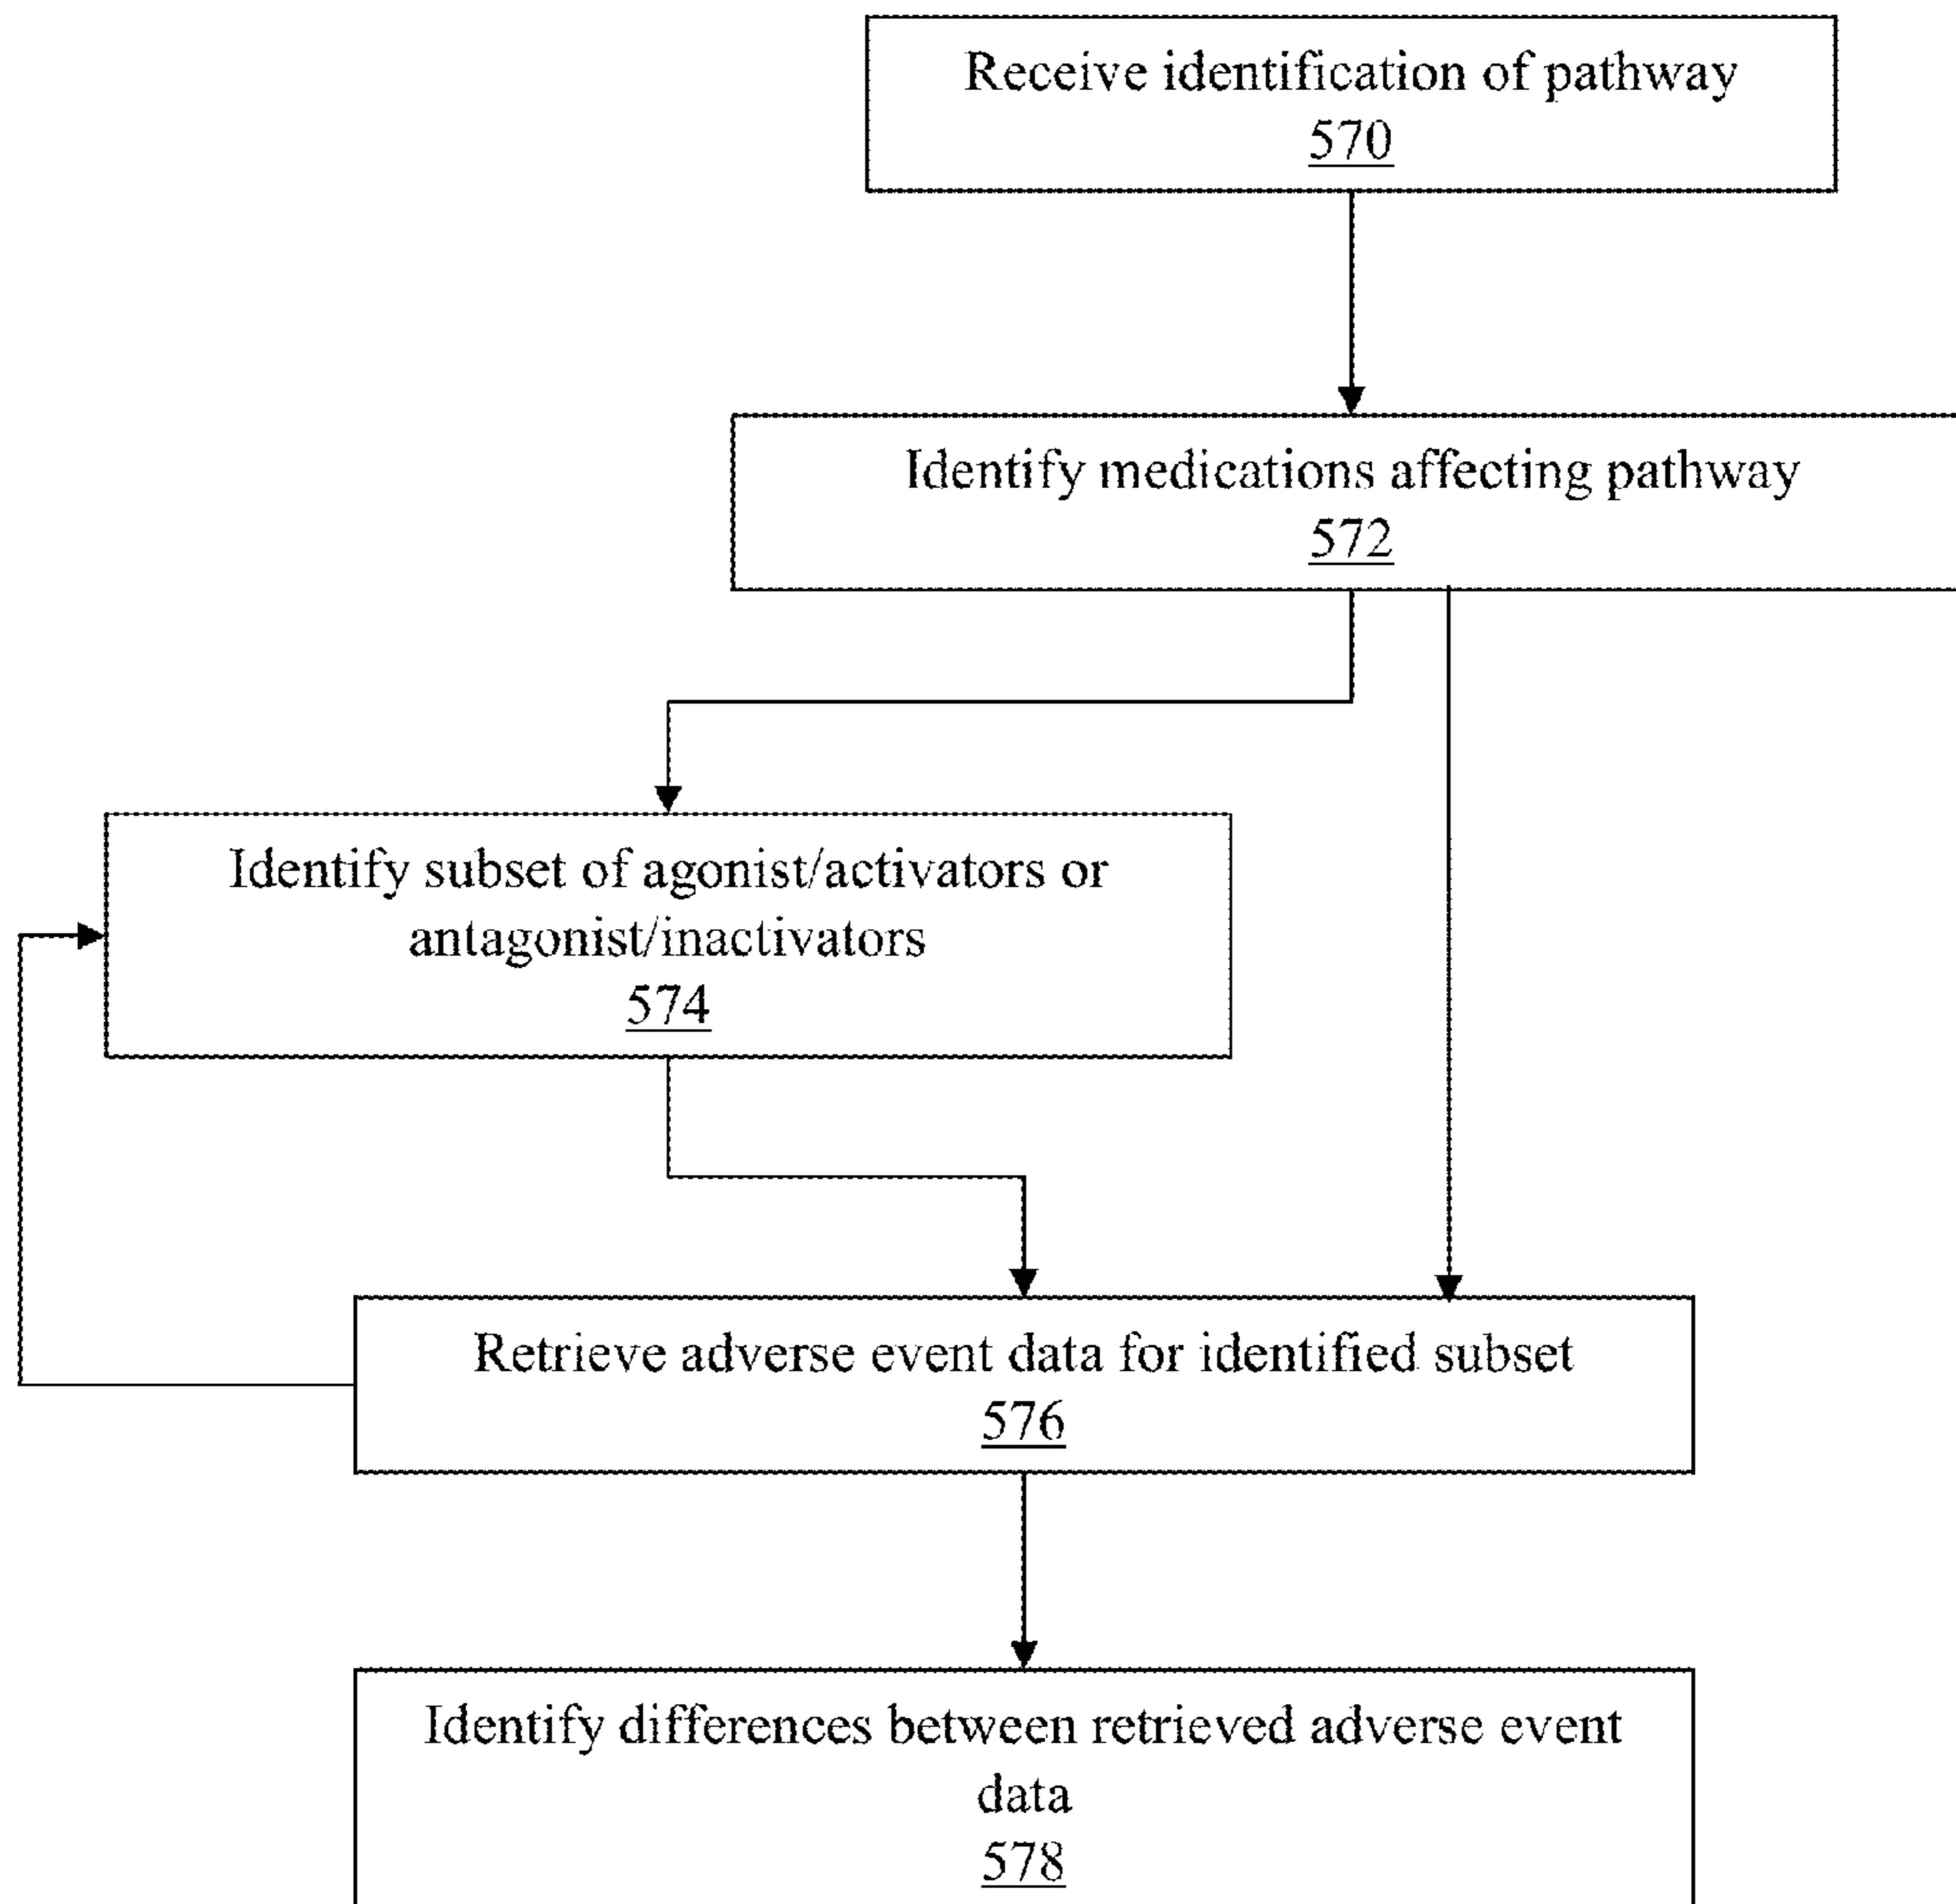 Receive identification of pathway
570
Identify medications affecting pathway
572
Identify subset of agonist/activators or
antagonist/inactivators
574
Retrieve adverse event data for identified subset
576
Identify differences between retrieved adverse event
data
578